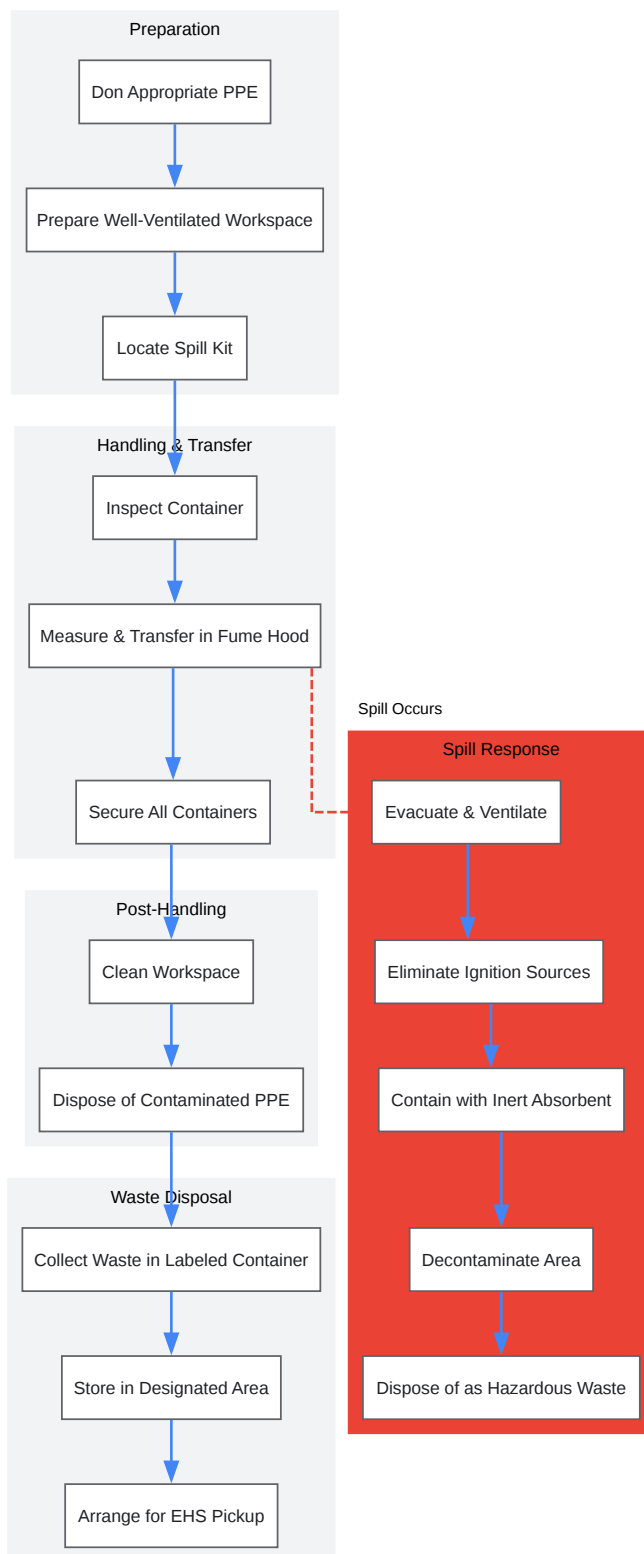 Preparation
Don Appropriate PPE
Prepare Well-Ventilated Workspace
Locate Spill Kit
Handling & Transfer
Inspect Container
Measure & Transfer in Fume Hood
Secure All Containers
Post-Handling
Clean Workspace
Dispose of Contaminated PPE
Waste Disposal
Collect Waste in Labeled Container
Store in Designated Area
Arrange for EHS Pickup
Spill Occurs
Spill Response
Evacuate & Ventilate
Eliminate Ignition Sources
Contain with Inert Absorbent
Decontaminate Area
Dispose of as Hazardous Waste